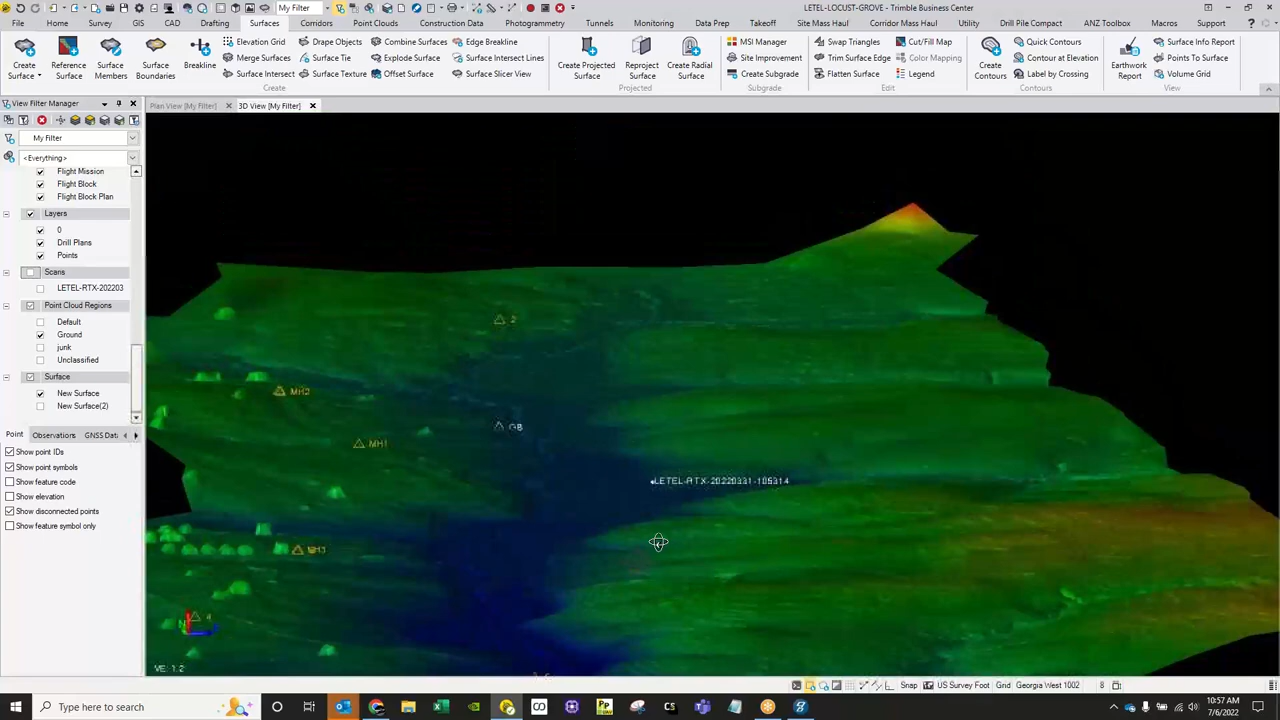 My Filter
LETEL-LOCUST-GROVE - Trimble Business Center
File Home Survey GIS CAD Drafting Surfaces Corridors Point Clouds Construction Data Photogrammetry Tunnels Monitoring Data Prep Takeoff Site Mass Haul Corridor Mass Haul Utility Drill Pile Compact ANZ Toolbox Macros Support
Create Surface
Reference Surface
Surface Members
Surface Boundaries
Breakline
Elevation Grid
Merge Surfaces
Surface Intersect
Drape Objects
Surface Tie
Surface Texture
Combine Surfaces
Explode Surface
Offset Surface
Edge Breakline
Surface Intersect Lines
Surface Slicer View
Create
Create Projected Surface
Reproject Surface
Create Radial Surface
Projected
MSI Manager
Site Improvement
Create Subgrade
Subgrade
Swap Triangles
Trim Surface Edge
Flatten Surface
Cut/Fill Map
Color Mapping
Legend
Edit
Create Contours
Quick Contours
Contour at Elevation
Label by Crossing
Contours
Earthwork Report
Surface Info Report
Points To Surface
Volume Grid
View
View Filter Manager
Plan View [My Filter]
3D View [My Filter]
My Filter
<Everything>
Flight Mission
Flight Block
Flight Block Plan
Layers
0
Drill Plans
Points
Scans
LETEL-RTX-202203
Point Cloud Regions
Default
Ground
junk
Unclassified
Surface
New Surface
New Surface(2)
Point Observations GNSS Data
Show point IDs
Show point symbols
Show feature code
Show elevation
Show disconnected points
Show feature symbol only
2
MH2
GB
MH1
LETEL-RTX-20220331-105314
4
VE: 1.2
Snap US Survey Foot Grid Georgia West 1002 8
Type here to search
10:57 AM
7/6/2022